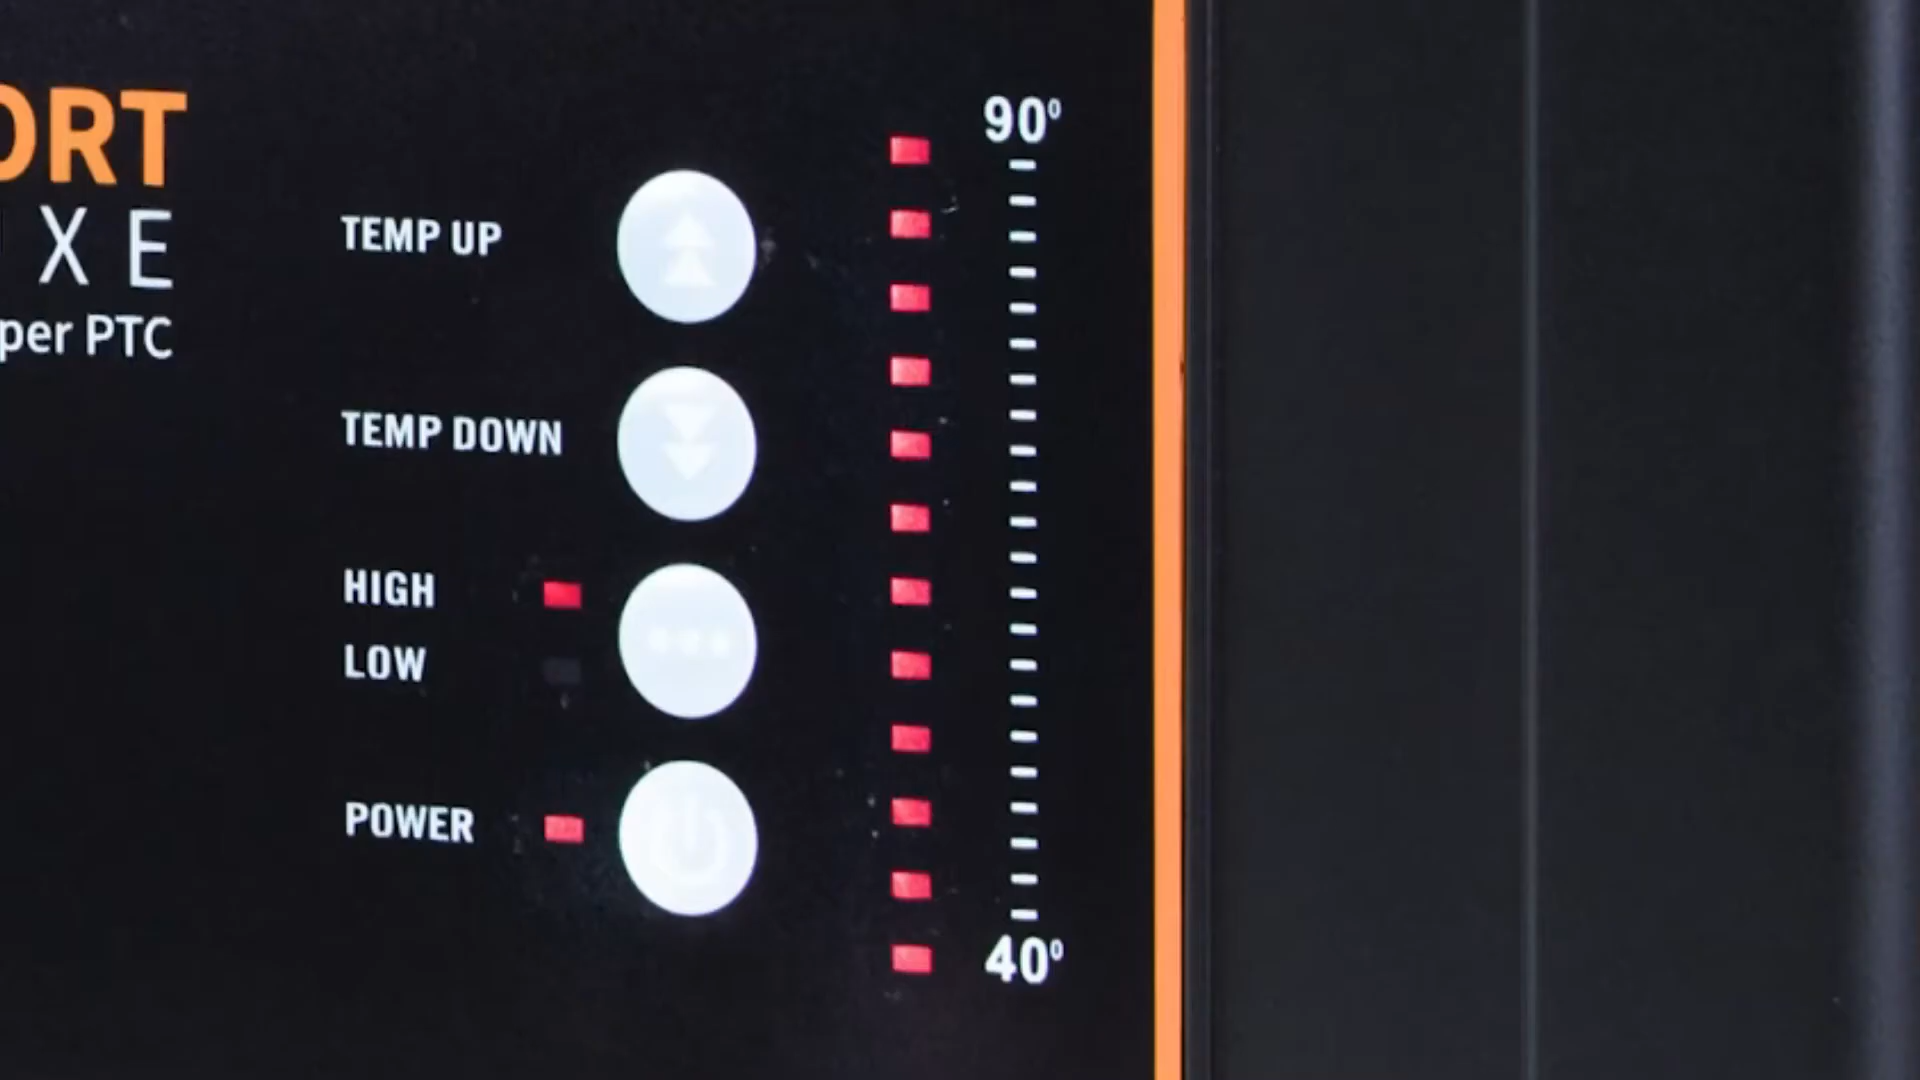 ORT
XE
per PTC
TEMP UP
TEMP DOWN
HIGH
LOW
POWER
90°
40°